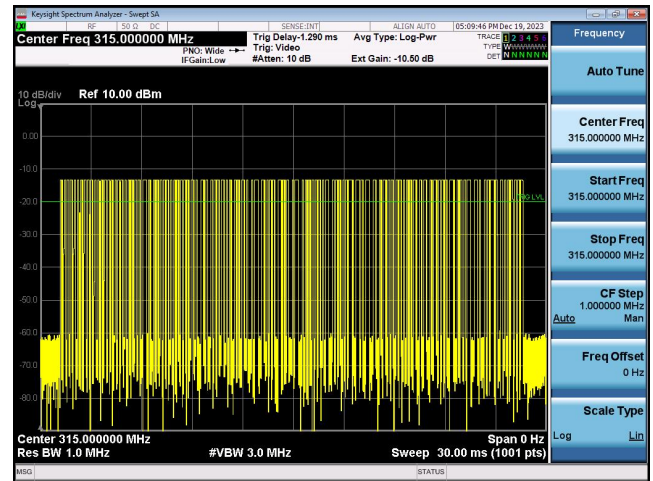 Keysight Spectrum Analyzer - Swept SA
LXI RF 50 Ω DC SENSE:INT ALIGN AUTO 05:09:46 PM Dec 19, 2023
Center Freq 315.000000 MHz
Trig Delay-1.290 ms Avg Type: Log-Pwr
TRACE 1 2 3 4 5 6
PNO: Wide Trig: Video
TYPE W
IFGain:Low #Atten: 10 dB Ext Gain: -10.50 dB
DET N N N N N N
10 dB/div Ref 10.00 dBm
Log
0.00
-10.0
-20.0
-30.0
-40.0
-50.0
-60.0
-70.0
-80.0
Center 315.000000 MHz Span 0 Hz
Res BW 1.0 MHz #VBW 3.0 MHz Sweep 30.00 ms (1001 pts)
MSG STATUS
Frequency
Auto Tune
Center Freq
315.000000 MHz
Start Freq
315.000000 MHz
Stop Freq
315.000000 MHz
CF Step
1.000000 MHz
Auto Man
Freq Offset
0 Hz
Scale Type
Log Lin